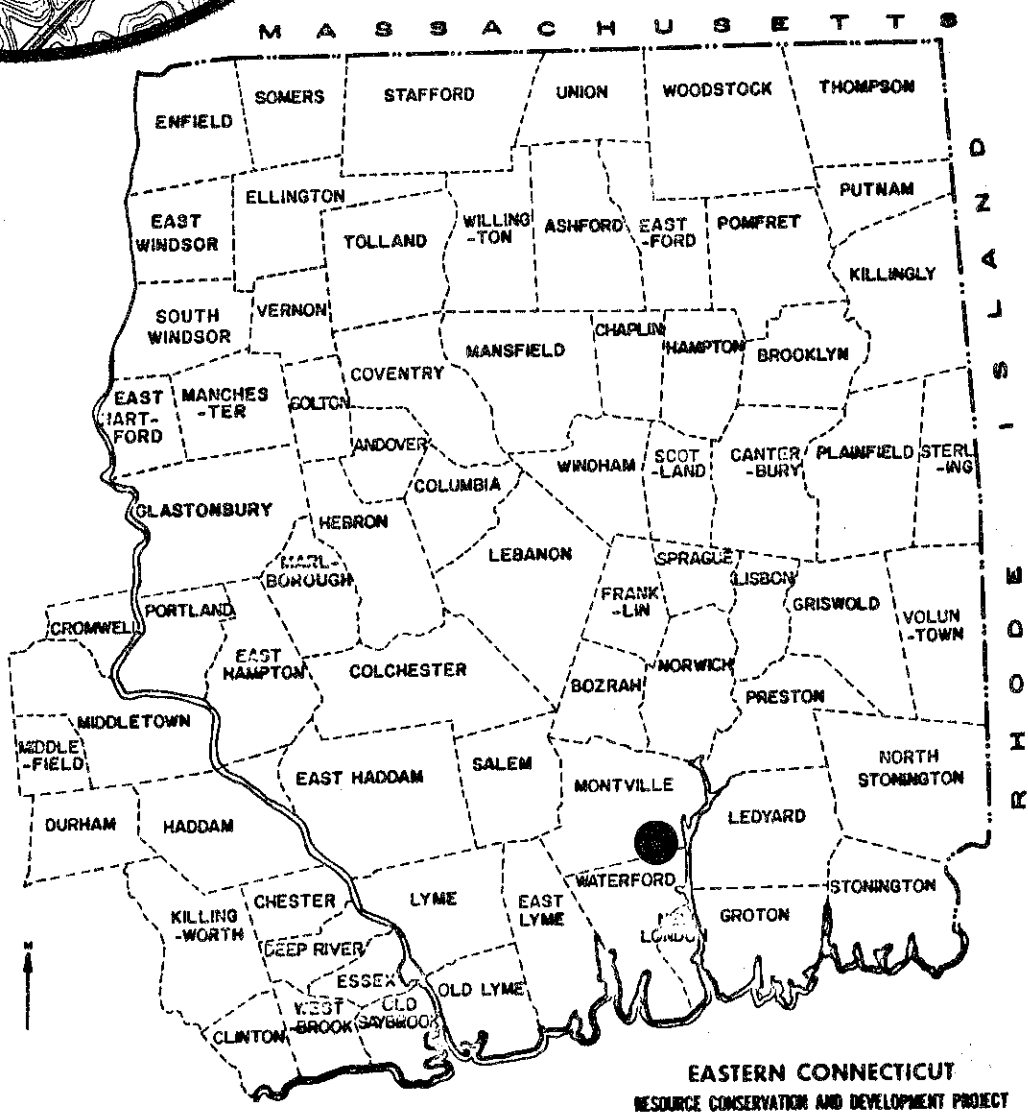 MASSACHUSETTS
SOMERS
STAFFORD
UNION
WOODSTOCK
THOMPSON
ENFIELD
ELLINGTON
PUTNAM
EAST
WINDSOR
TOLLAND
WILLING
-TON
ASHFORD
EAST
-FORD
POMFRET
KILLINGLY
SOUTH
WINDSOR
VERNON
MANSFIELD
CHAPLIN
HAMPTON
BROOKLYN
COVENTRY
EAST
HART-
FORD
MANCHES
-TER
BOLTON
ANDOVER
COLUMBIA
WINDHAM
SCOT
-LAND
CANTER
-BURY
PLAINFIELD
STERL
-ING
GLASTONBURY
HEBRON
LEBANON
MARL-
BOROUGH
SPRAGUE
LISBON
FRANK
-LIN
GRISWOLD
VOLUN
-TOWN
CROMWELL
PORTLAND
EAST
HAMPTON
COLCHESTER
BOZRAH
NORWICH
PRESTON
MIDDLETOWN
MIDDLE
-FIELD
EAST HADDAM
SALEM
MONTVILLE
NORTH
STONINGTON
DURHAM
HADDAM
LEDYARD
WATERFORD
STONINGTON
KILLING
-WORTH
CHESTER
LYME
EAST
LYME
LONDON
GROTON
DEEP RIVER
ESSEX
OLD LYME
WEST
-BROOK
OLD
SAYBROOK
CLINTON
RHODE ISLAND
N
EASTERN CONNECTICUT
RESOURCE CONSERVATION AND DEVELOPMENT PROJECT